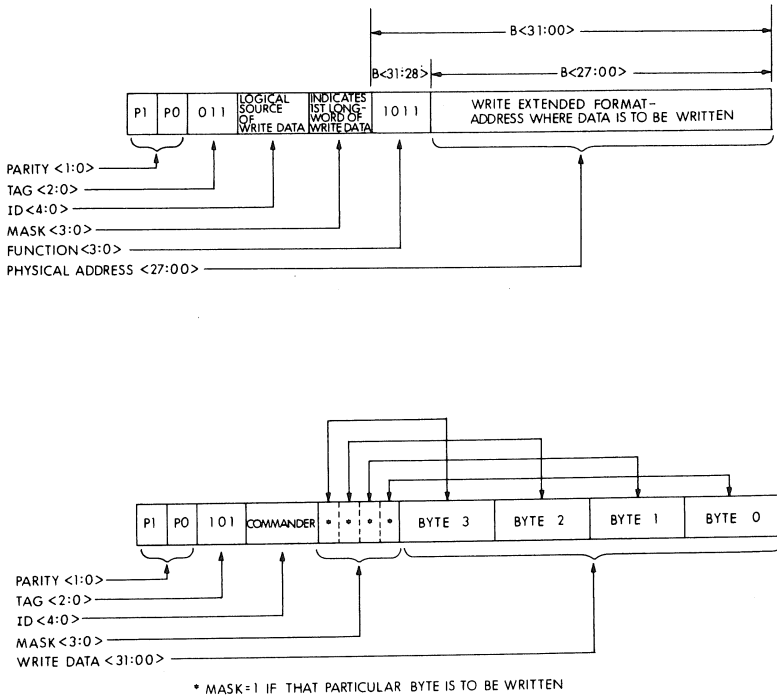 B<31:00>
B<31:28>
B<27:00>
P1 P0 011 LOGICAL SOURCE OF WRITE DATA INDICATES 1ST LONG-WORD OF WRITE DATA 1011 WRITE EXTENDED FORMAT-
ADDRESS WHERE DATA IS TO BE WRITTEN
PARITY <1:0>
TAG <2:0>
ID <4:0>
MASK <3:0>
FUNCTION <3:0>
PHYSICAL ADDRESS <27:00>
P1 P0 101 COMMANDER * * * * BYTE 3 BYTE 2 BYTE 1 BYTE 0
PARITY <1:0>
TAG <2:0>
ID <4:0>
MASK <3:0>
WRITE DATA <31:00>
* MASK=1 IF THAT PARTICULAR BYTE IS TO BE WRITTEN